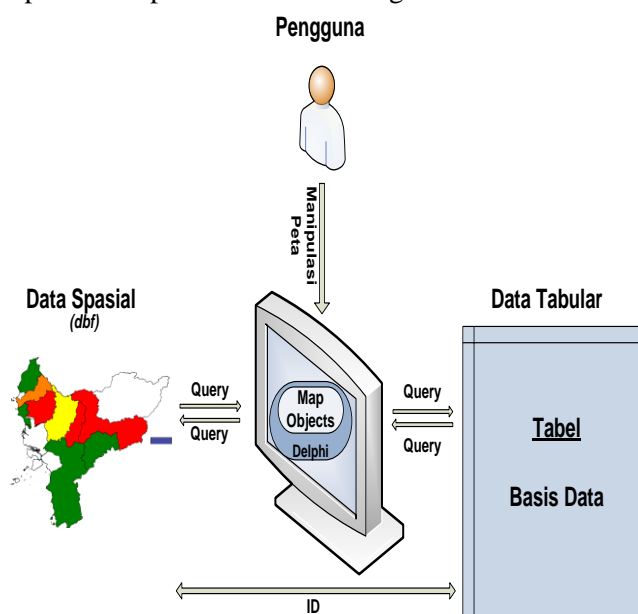 Pengguna
Manipulasi
Peta
Data Spasial
(dbf)
Data Tabular
Query
Query
Map
Objects
Delphi
Query
Query
Tabel
Basis Data
ID